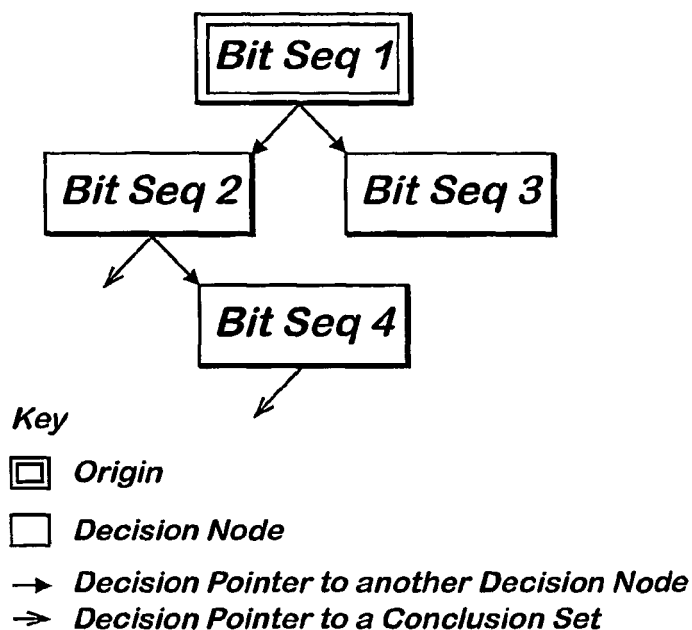 Bit Seq 1
Bit Seq 2
Bit Seq 3
Bit Seq 4
Key
Origin
Decision Node
Decision Pointer to another Decision Node
Decision Pointer to a Conclusion Set